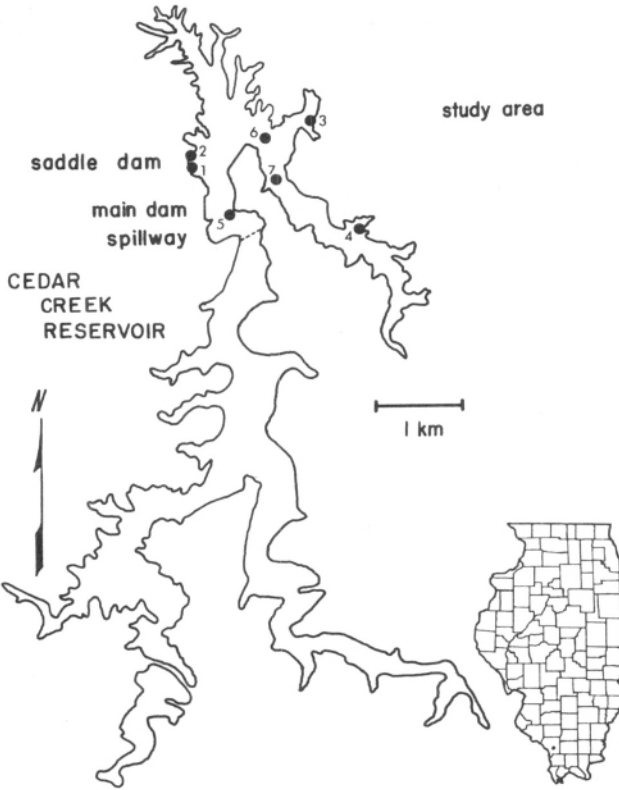 study area
3
6
2
saddle dam
1
7
main dam
5
spillway
4
CEDAR
CREEK
RESERVOIR
N
1 km